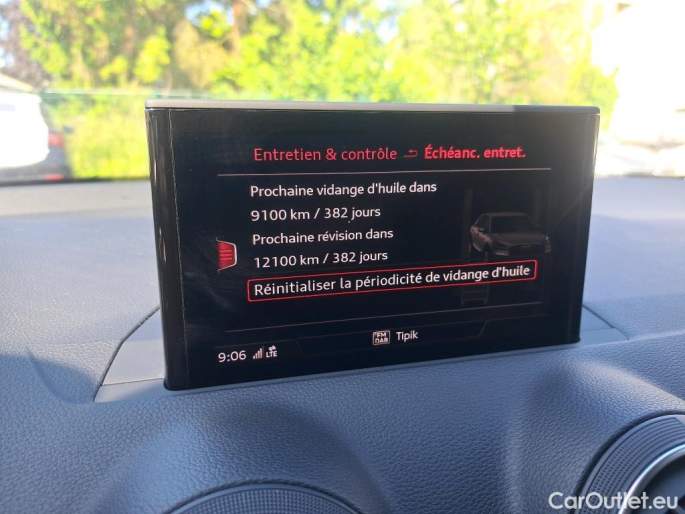 Entretien & contrôle Échéanc. entret.
Prochaine vidange d'huile dans
9100 km / 382 jours
Prochaine révision dans
12100 km / 382 jours
Réinitialiser la périodicité de vidange d'huile
FM DAB Tipik
9:06 LTE
CarOutlet.eu